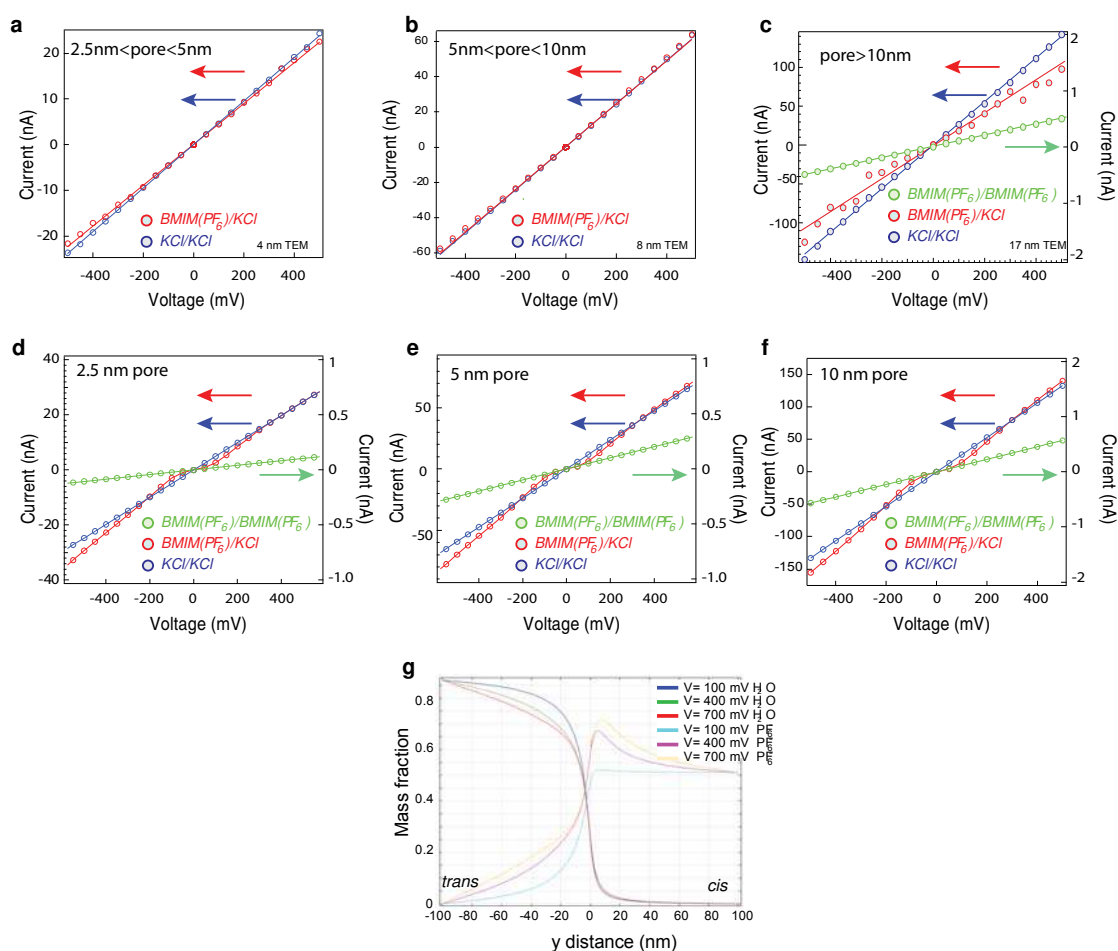 a
2.5nm<pore<5nm
20
10
0
-10
-20
Current (nA)
BMIM(PF6)/KCl
KCl/KCl
4 nm TEM
-400 -200 0 200 400
Voltage (mV)
b
5nm<pore<10nm
60
40
20
0
-20
-40
-60
Current (nA)
BMIM(PF6)/KCl
KCl/KCl
8 nm TEM
-400 -200 0 200 400
Voltage (mV)
c
pore>10nm
100
50
0
-50
-100
Current (nA)
2
1
0
-1
-2
Current (nA)
BMIM(PF6)/BMIM(PF6)
BMIM(PF6)/KCl
KCl/KCl
17 nm TEM
-400 -200 0 200 400
Voltage (mV)
d
2.5 nm pore
40
20
0
-20
-40
Current (nA)
1
0.5
0
-0.5
-1.0
Current (nA)
BMIM(PF6)/BMIM(PF6)
BMIM(PF6)/KCl
KCl/KCl
-400 -200 0 200 400
Voltage (mV)
e
5 nm pore
50
0
-50
Current (nA)
1
0.5
0
-0.5
-1.0
Current (nA)
BMIM(PF6)/BMIM(PF6)
BMIM(PF6)/KCl
KCl/KCl
-400 -200 0 200 400
Voltage (mV)
f
10 nm pore
150
100
50
0
-50
-100
-150
Current (nA)
2
1
0
-1
-2
Current (nA)
BMIM(PF6)/BMIM(PF6)
BMIM(PF6)/KCl
KCl/KCl
-400 -200 0 200 400
Voltage (mV)
g
0.8
0.6
0.4
0.2
0
Mass fraction
V= 100 mV H2O
V= 400 mV H2O
V= 700 mV H2O
V= 100 mV
V= 400 mV
V= 700 mV
trans
cis
-100 -80 -60 -40 -20 0 20 40 60 80 100
y distance (nm)